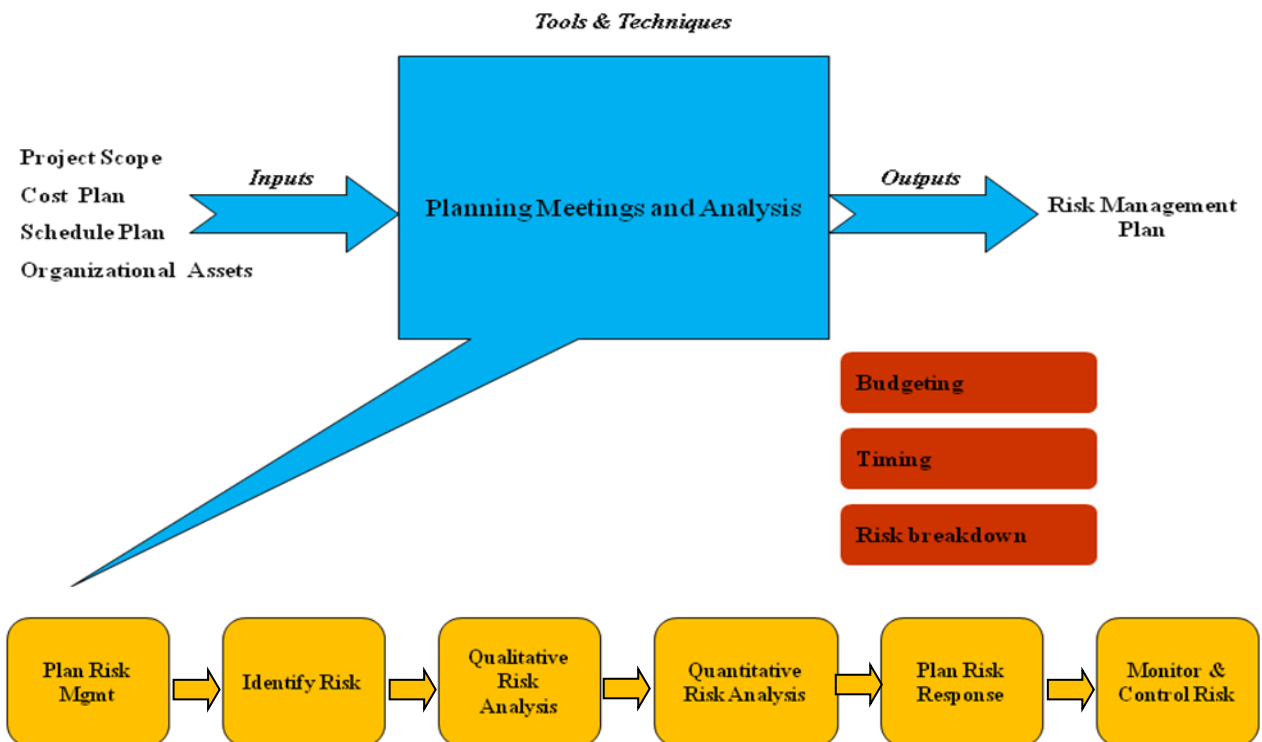 Tools & Techniques
Project Scope
Cost Plan
Schedule Plan
Organizational Assets
Inputs
Planning Meetings and Analysis
Outputs
Risk Management
Plan
Budgeting
Timing
Risk breakdown
Plan Risk
Mgmt
Identify Risk
Qualitative
Risk
Analysis
Quantitative
Risk Analysis
Plan Risk
Response
Monitor &
Control Risk